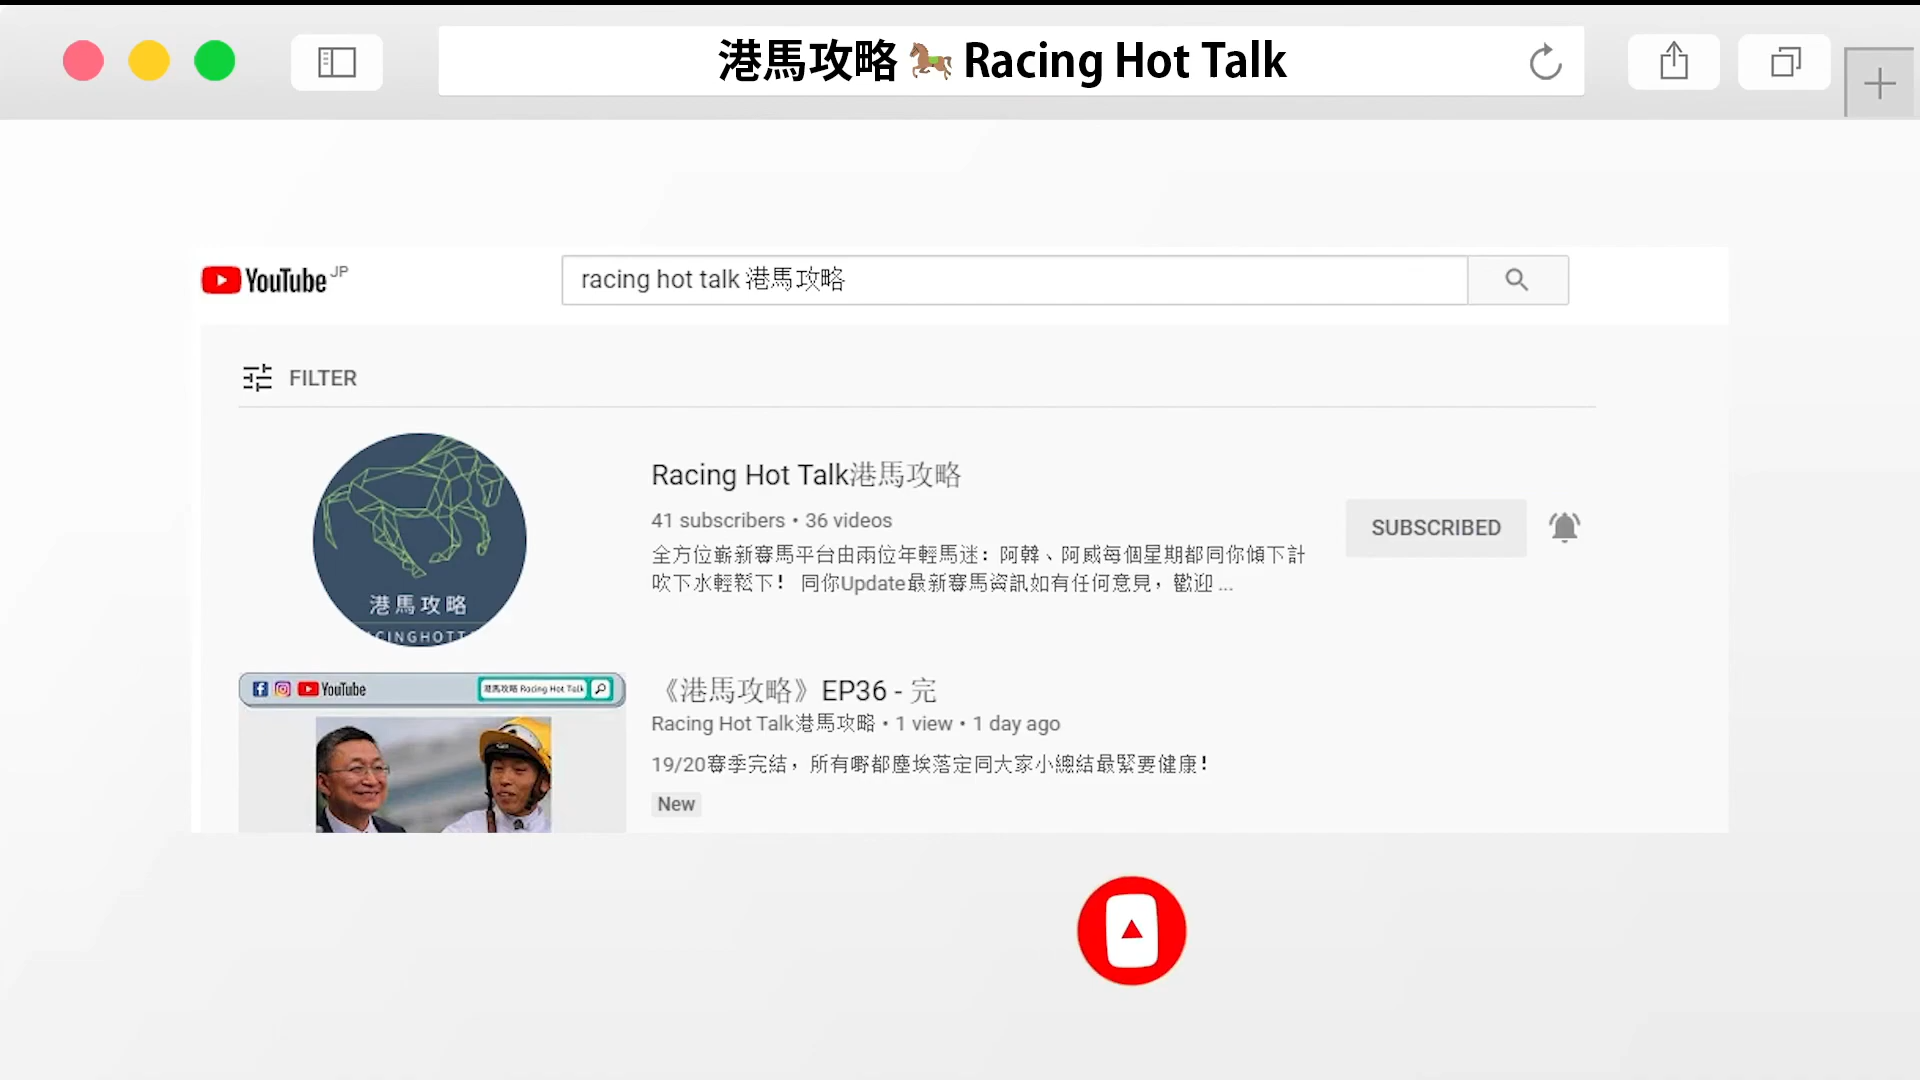 港馬攻略 🎠 Racing Hot Talk
YouTube JP
racing hot talk 港馬攻略
FILTER
Racing Hot Talk港馬攻略
41 subscribers • 36 videos
全方位嶄新賽馬平台由兩位年輕馬迷：阿韓、阿威每個星期都同你傾下計
吹下水輕鬆下！ 同你Update最新賽馬資訊如有任何意見，歡迎 ...
SUBSCRIBED
港馬攻略
YouTube
港馬攻略 Racing Hot Talk
《港馬攻略》EP36 - 完
Racing Hot Talk港馬攻略 • 1 view • 1 day ago
19/20賽季完結，所有嘢都塵埃落定同大家小總結最緊要健康！
New